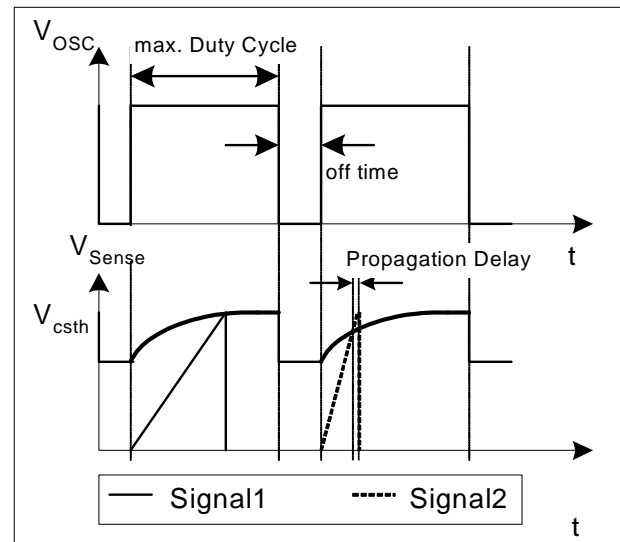 V_OSC
max. Duty Cycle
off time
t
V_Sense
Propagation Delay
V_csth
Signal1
Signal2
t